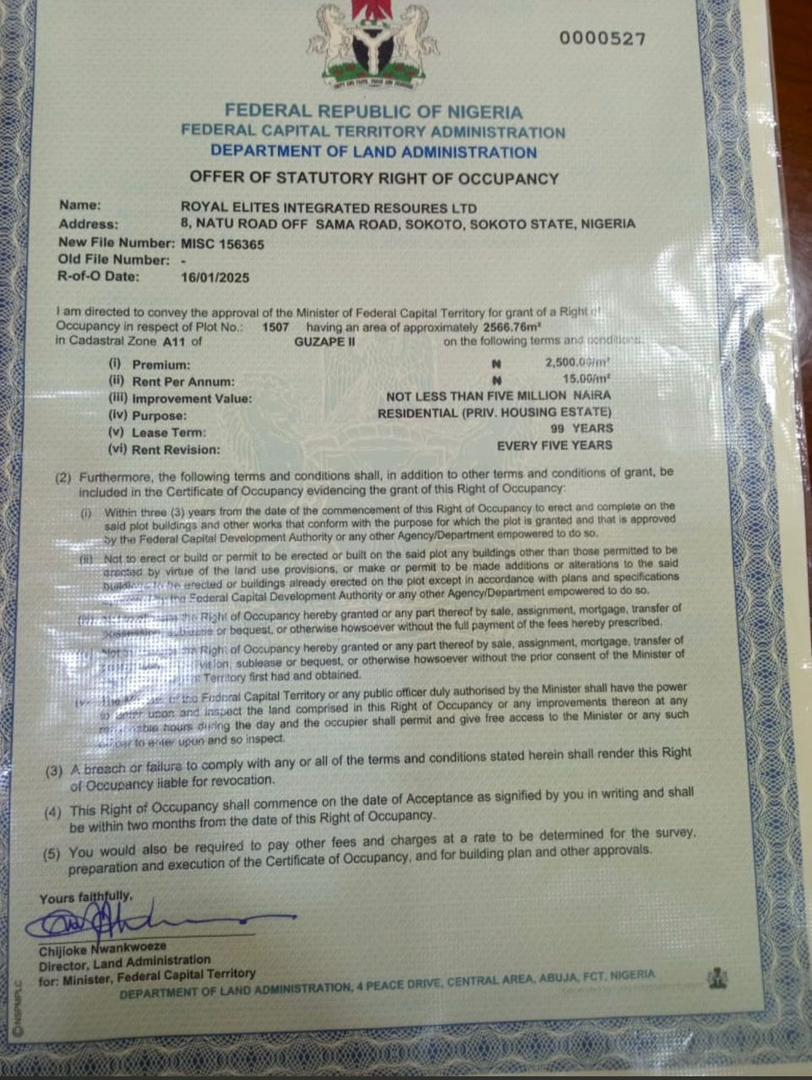 0000527
FEDERAL REPUBLIC OF NIGERIA
FEDERAL CAPITAL TERRITORY ADMINISTRATION
DEPARTMENT OF LAND ADMINISTRATION
OFFER OF STATUTORY RIGHT OF OCCUPANCY
Name: ROYAL ELITES INTEGRATED RESOURES LTD
Address: 8, NATU ROAD OFF SAMA ROAD, SOKOTO, SOKOTO STATE, NIGERIA
New File Number: MISC 156365
Old File Number: -
R-of-O Date: 16/01/2025
I am directed to convey the approval of the Minister of Federal Capital Territory for grant of a Right of
Occupancy in respect of Plot No.: 1507 having an area of approximately 2566.76m²
in Cadastral Zone A11 of GUZAPE II on the following terms and conditions:
(i) Premium: ₦ 2,500.00/m²
(ii) Rent Per Annum: ₦ 15.00/m²
(iii) Improvement Value: NOT LESS THAN FIVE MILLION NAIRA
(iv) Purpose: RESIDENTIAL (PRIV. HOUSING ESTATE)
(v) Lease Term: 99 YEARS
(vi) Rent Revision: EVERY FIVE YEARS
(2) Furthermore, the following terms and conditions shall, in addition to other terms and conditions of grant, be
included in the Certificate of Occupancy evidencing the grant of this Right of Occupancy:
(i) Within three (3) years from the date of the commencement of this Right of Occupancy to erect and complete on the
said plot buildings and other works that conform with the purpose for which the plot is granted and that is approved
by the Federal Capital Development Authority or any other Agency/Department empowered to do so.
(ii) Not to erect or build or permit to be erected or built on the said plot any buildings other than those permitted to be
erected by virtue of the land use provisions, or make or permit to be made additions or alterations to the said
buildings to be erected or buildings already erected on the plot except in accordance with plans and specifications
the Federal Capital Development Authority or any other Agency/Department empowered to do so.
the Right of Occupancy hereby granted or any part thereof by sale, assignment, mortgage, transfer of
sublease or bequest, or otherwise howsoever without the full payment of the fees hereby prescribed.
the Right of Occupancy hereby granted or any part thereof by sale, assignment, mortgage, transfer of
sublease or bequest, or otherwise howsoever without the prior consent of the Minister of
Territory first had and obtained.
of the Federal Capital Territory or any public officer duly authorised by the Minister shall have the power
to enter upon and inspect the land comprised in this Right of Occupancy or any improvements thereon at any
reasonable hours during the day and the occupier shall permit and give free access to the Minister or any such
to enter upon and so inspect.
(3) A breach or failure to comply with any or all of the terms and conditions stated herein shall render this Right
of Occupancy liable for revocation.
(4) This Right of Occupancy shall commence on the date of Acceptance as signified by you in writing and shall
be within two months from the date of this Right of Occupancy.
(5) You would also be required to pay other fees and charges at a rate to be determined for the survey,
preparation and execution of the Certificate of Occupancy, and for building plan and other approvals.
Yours faithfully,
Chijioke Nwankwoeze
Director, Land Administration
for: Minister, Federal Capital Territory
DEPARTMENT OF LAND ADMINISTRATION, 4 PEACE DRIVE, CENTRAL AREA, ABUJA, FCT, NIGERIA
©NSPMPLC